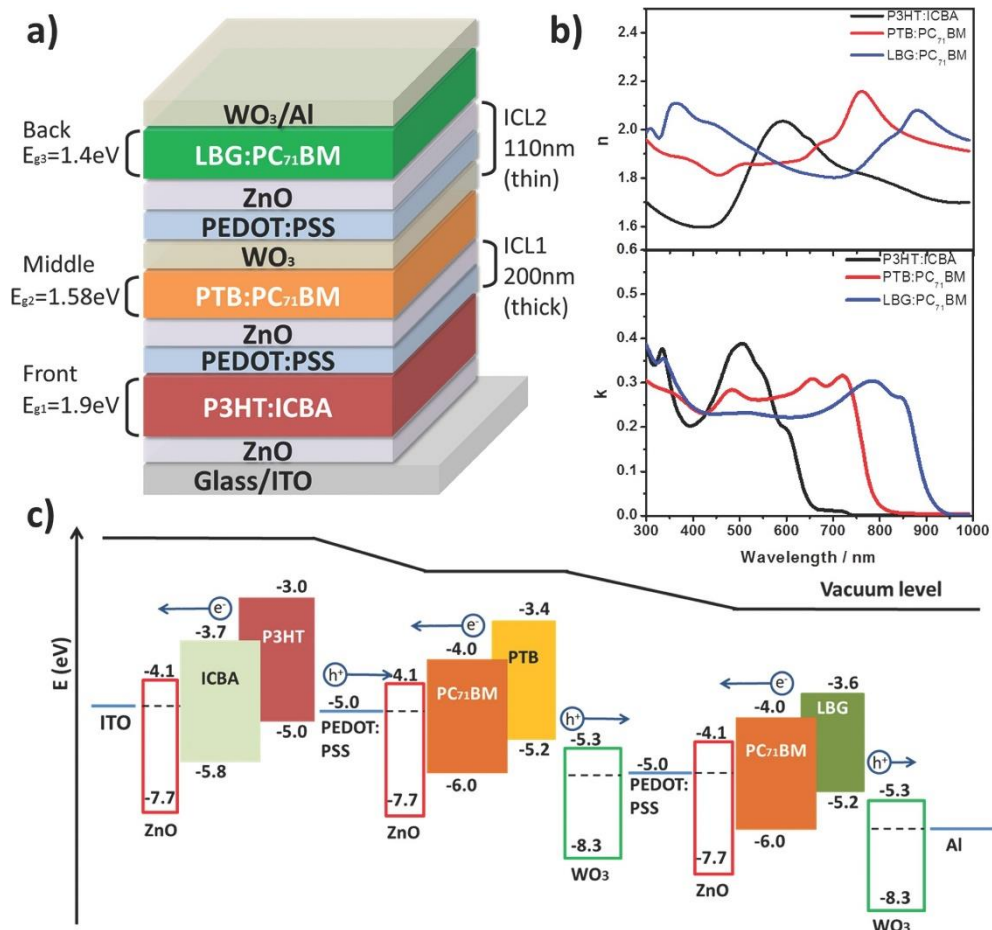 a)
WO₃/Al
Back
E_g3=1.4eV
LBG:PC₇₁BM
ICL2
110nm
(thin)
ZnO
PEDOT:PSS
WO₃
Middle
E_g2=1.58eV
PTB:PC₇₁BM
ICL1
200nm
(thick)
ZnO
PEDOT:PSS
Front
E_g1=1.9eV
P3HT:ICBA
ZnO
Glass/ITO
b)
P3HT:ICBA
PTB:PC₇₁BM
LBG:PC₇₁BM
2.4
2.2
2.0
1.8
1.6
n
P3HT:ICBA
PTB:PC₇₁BM
LBG:PC₇₁BM
0.6
0.5
0.4
0.3
0.2
0.1
0.0
k
300 400 500 600 700 800 900 1000
Wavelength / nm
c)
E (eV)
Vacuum level
ITO
-4.1
-7.7
ZnO
e⁻
-3.7
ICBA
-5.8
-3.0
P3HT
-5.0
h⁺
-5.0
PEDOT:
PSS
-4.1
-7.7
ZnO
e⁻
-4.0
PC₇₁BM
-6.0
-3.4
PTB
-5.2
h⁺
-5.3
-8.3
WO₃
-5.0
PEDOT:
PSS
-4.1
-7.7
ZnO
e⁻
-4.0
PC₇₁BM
-6.0
-3.6
LBG
-5.2
h⁺
-5.3
-8.3
WO₃
Al